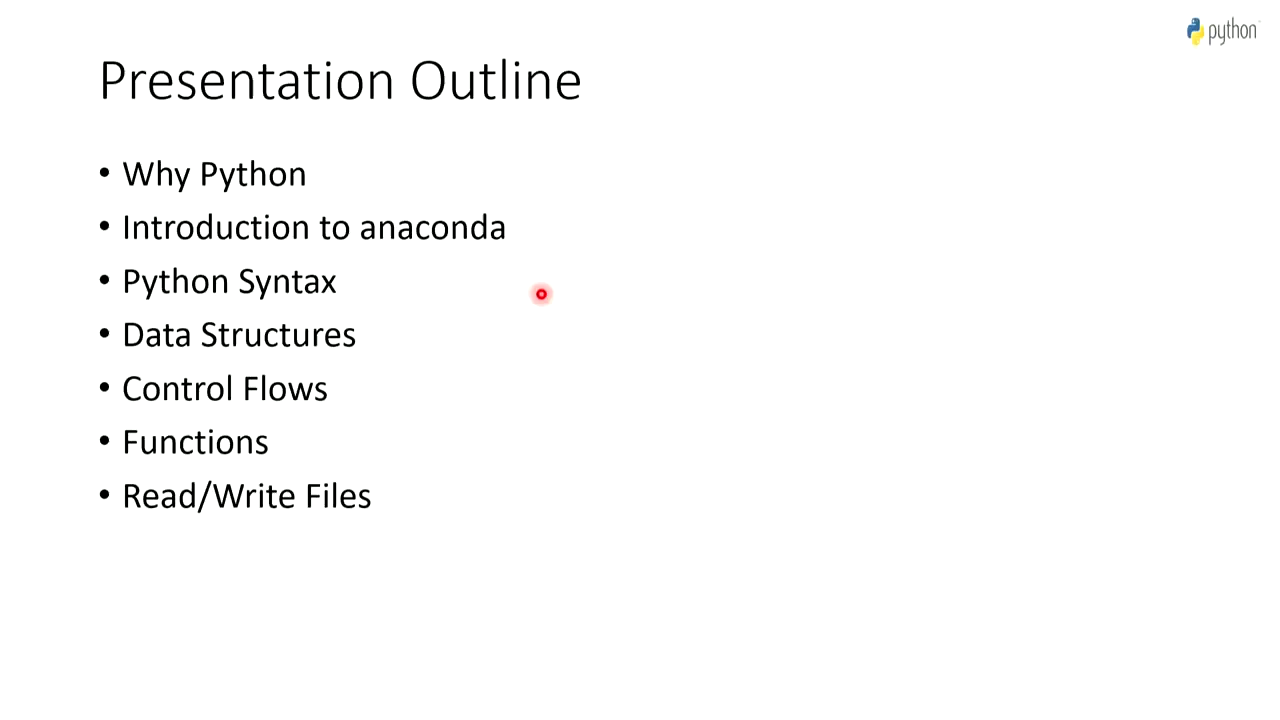 python
Presentation Outline
• Why Python
• Introduction to anaconda
• Python Syntax
• Data Structures
• Control Flows
• Functions
• Read/Write Files